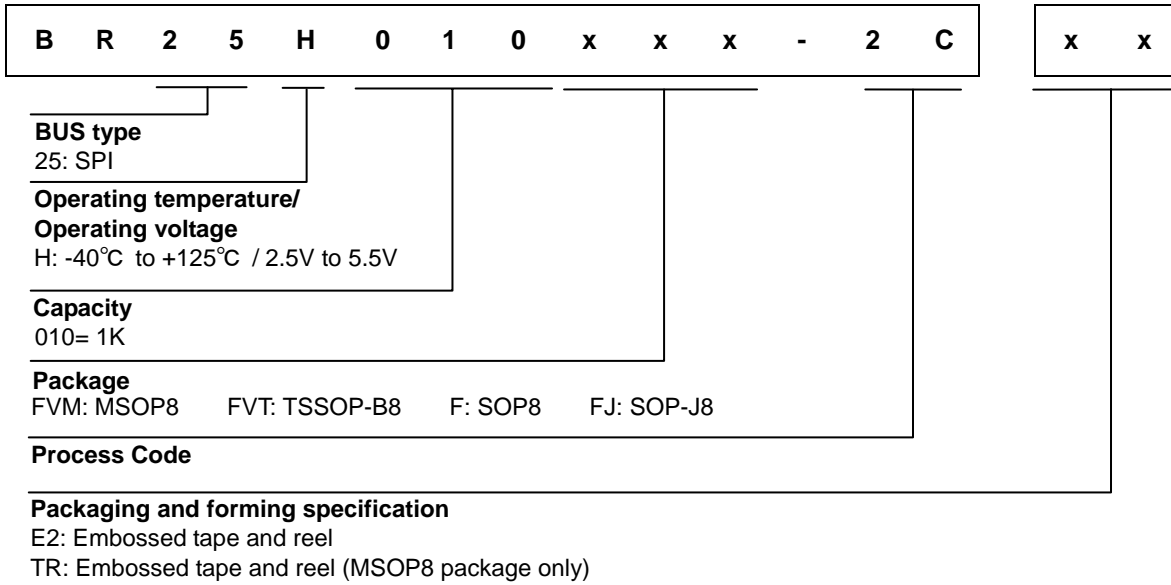 B R 2 5 H 0 1 0 x x x - 2 C x x
BUS type
25: SPI
Operating temperature/
Operating voltage
H: -40℃ to +125℃ / 2.5V to 5.5V
Capacity
010= 1K
Package
FVM: MSOP8 FVT: TSSOP-B8 F: SOP8 FJ: SOP-J8
Process Code
Packaging and forming specification
E2: Embossed tape and reel
TR: Embossed tape and reel (MSOP8 package only)